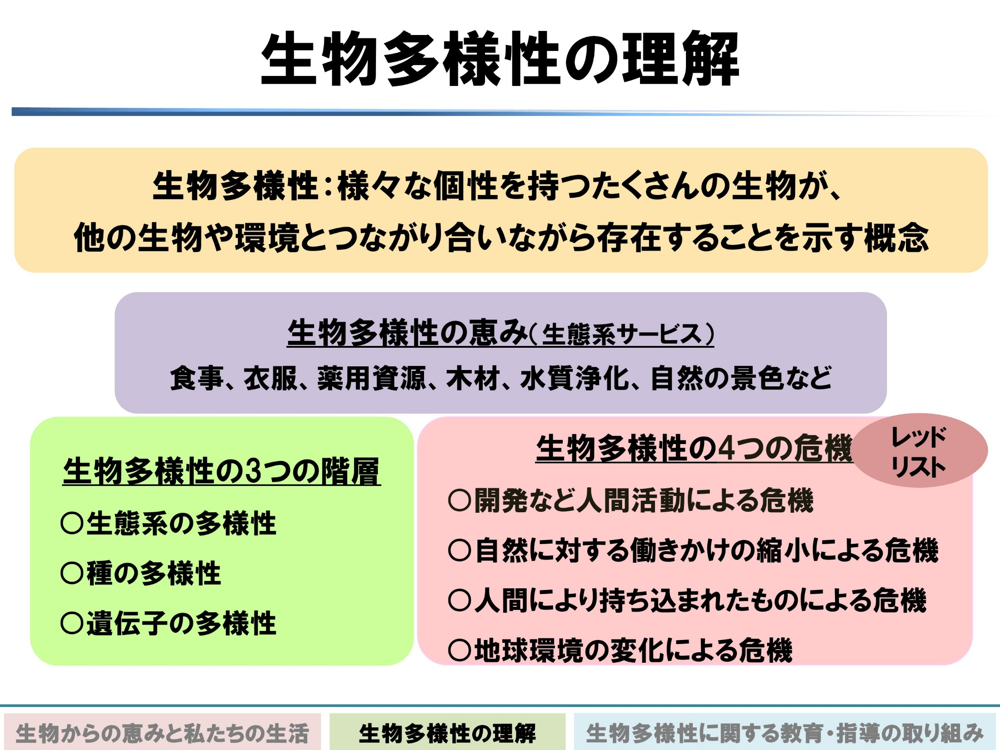 生物多様性の理解
生物多様性：様々な個性を持つたくさんの生物が、
他の生物や環境とつながり合いながら存在することを示す概念
生物多様性の恵み（生態系サービス）
食事、衣服、薬用資源、木材、水質浄化、自然の景色など
生物多様性の3つの階層
○生態系の多様性
○種の多様性
○遺伝子の多様性
生物多様性の4つの危機
レッド
リスト
○開発など人間活動による危機
○自然に対する働きかけの縮小による危機
○人間により持ち込まれたものによる危機
○地球環境の変化による危機
生物からの恵みと私たちの生活
生物多様性の理解
生物多様性に関する教育・指導の取り組み